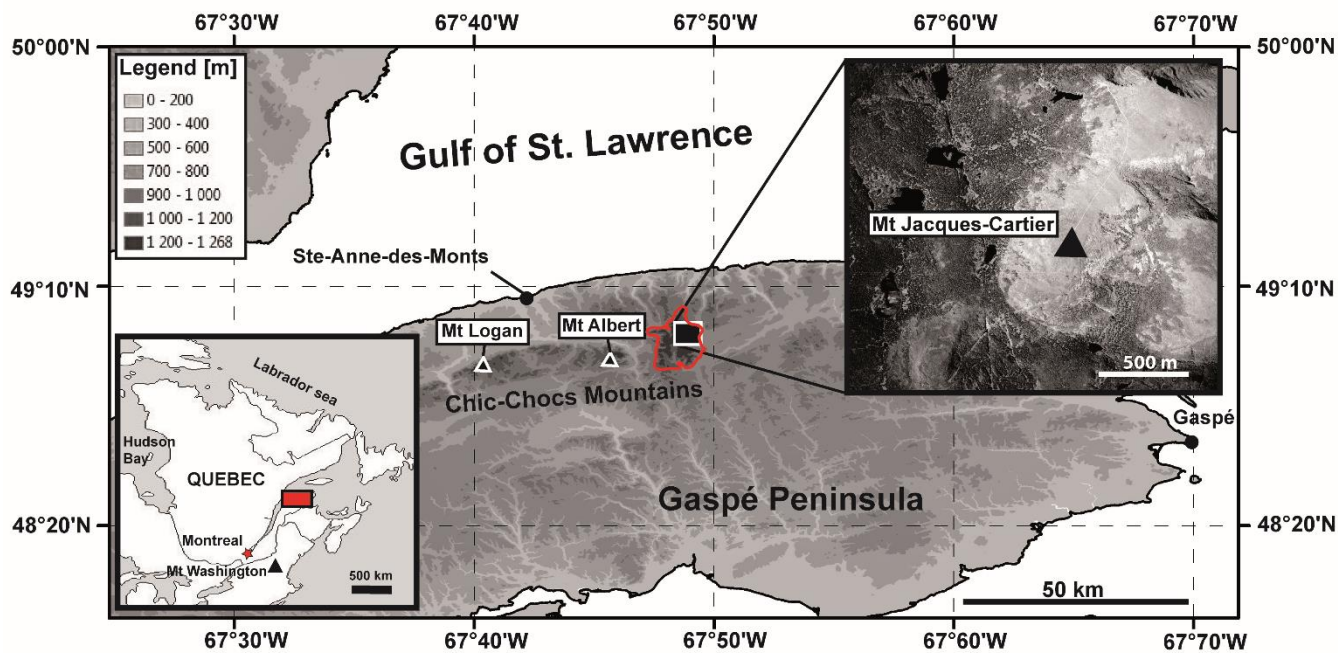 67°30'W 67°40'W 67°50'W 67°60'W 67°70'W
50°00'N 50°00'N
Legend [m]
0 - 200
300 - 400
500 - 600
700 - 800
900 - 1 000
1 000 - 1 200
1 200 - 1 268
Gulf of St. Lawrence
Mt Jacques-Cartier
500 m
Ste-Anne-des-Monts
49°10'N 49°10'N
Mt Logan
Mt Albert
Chic-Chocs Mountains
Gaspé
Gaspé Peninsula
Labrador sea
Hudson
Bay
QUEBEC
Montreal
Mt Washington
500 km
48°20'N 48°20'N
50 km
67°30'W 67°40'W 67°50'W 67°60'W 67°70'W